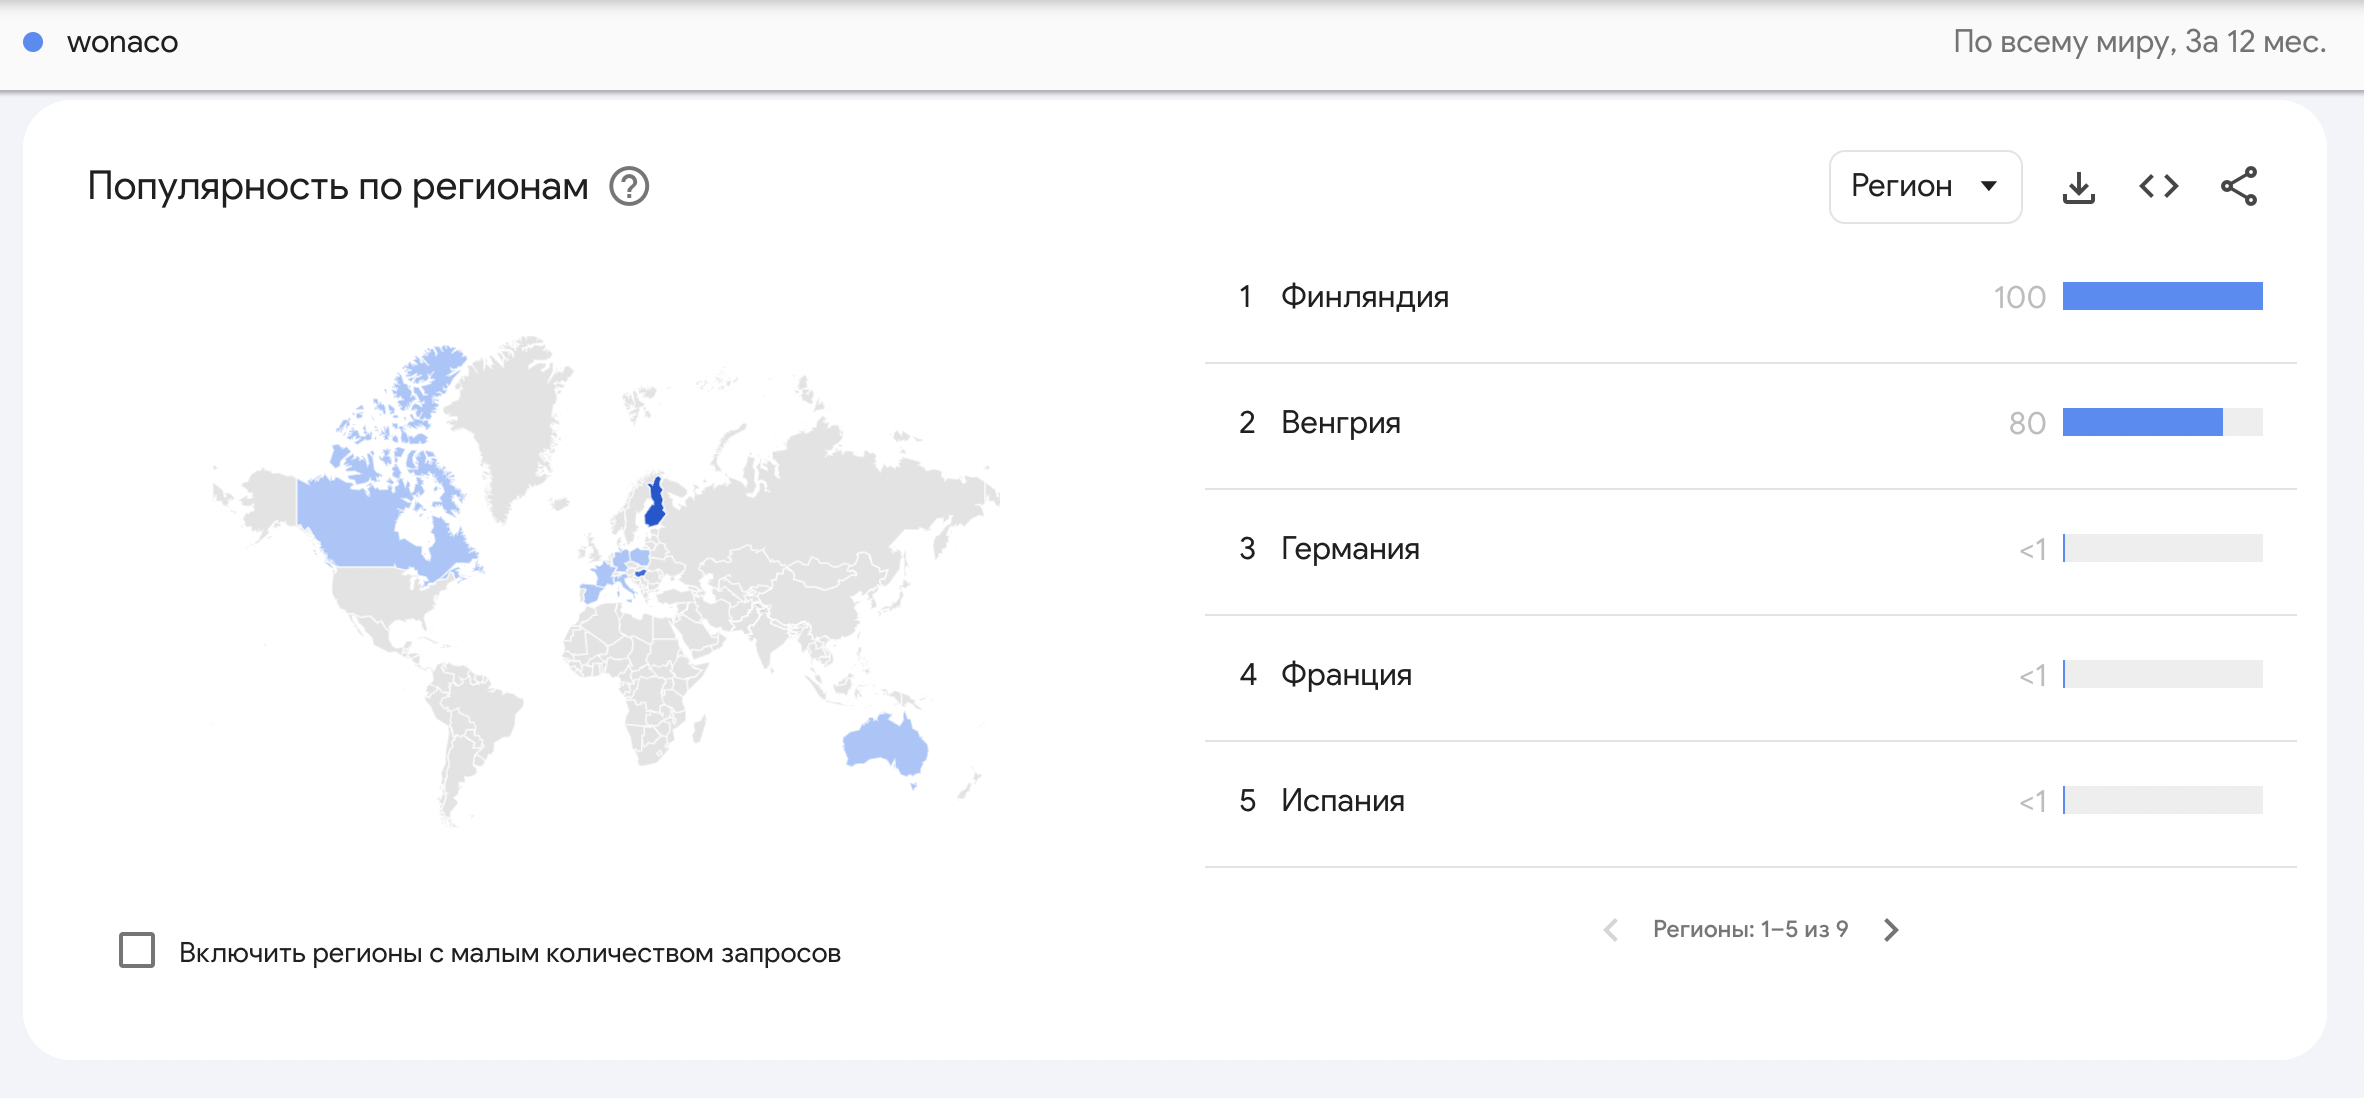 wonaco
По всему миру, За 12 мес.
Популярность по регионам ?
Регион
1 Финляндия 100
2 Венгрия 80
3 Германия <1
4 Франция <1
5 Испания <1
Включить регионы с малым количеством запросов
Регионы: 1–5 из 9